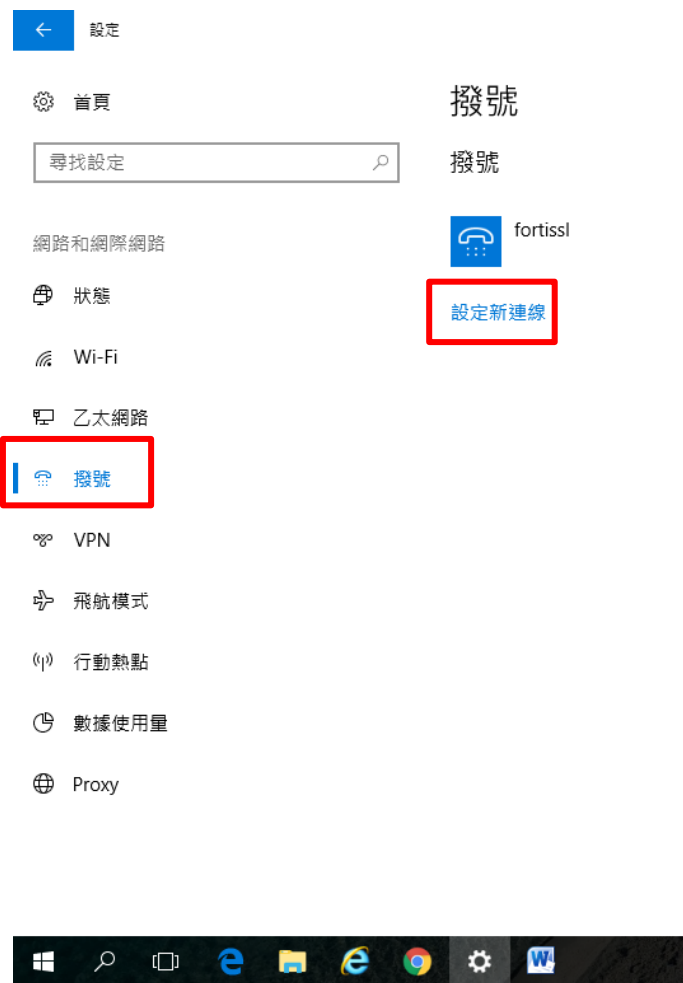 設定
首頁
尋找設定
網路和網際網路
狀態
Wi-Fi
乙太網路
撥號
VPN
飛航模式
行動熱點
數據使用量
Proxy
撥號
撥號
fortissl
設定新連線